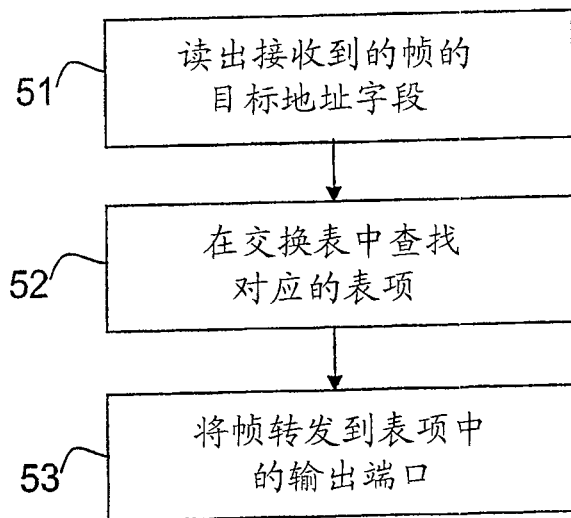 51
读出接收到的帧的
目标地址字段
52
在交换表中查找
对应的表项
53
将帧转发到表项中
的输出端口